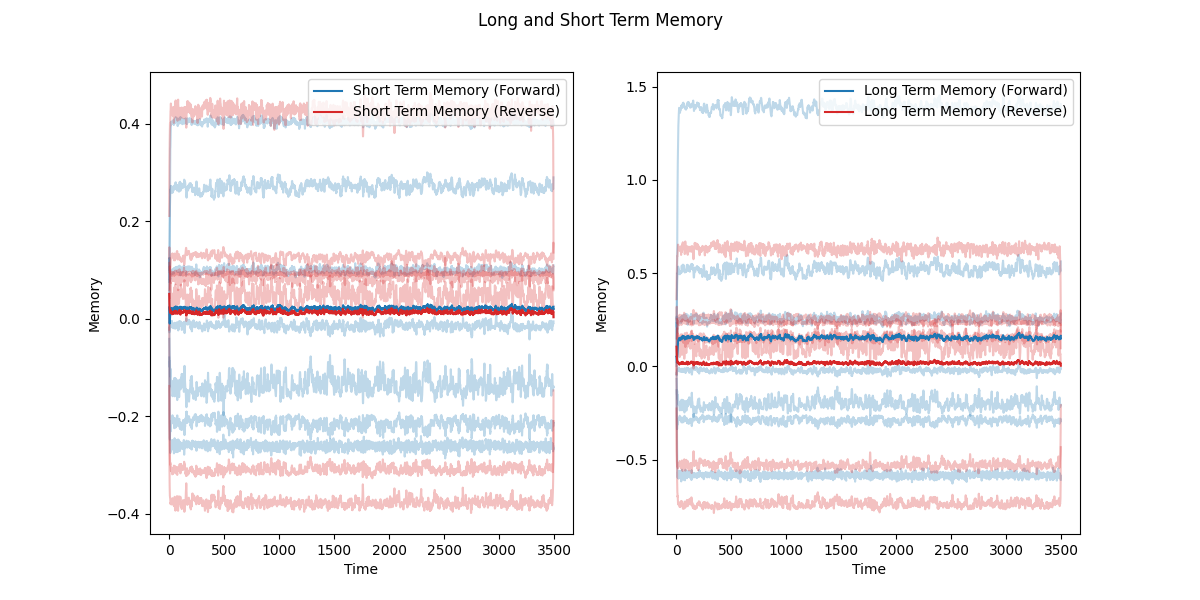 Long and Short Term Memory
Short Term Memory (Forward)
Short Term Memory (Reverse)
0.4
0.2
0.0
−0.2
−0.4
Memory
0 500 1000 1500 2000 2500 3000 3500
Time
Long Term Memory (Forward)
Long Term Memory (Reverse)
1.5
1.0
0.5
0.0
−0.5
Memory
0 500 1000 1500 2000 2500 3000 3500
Time